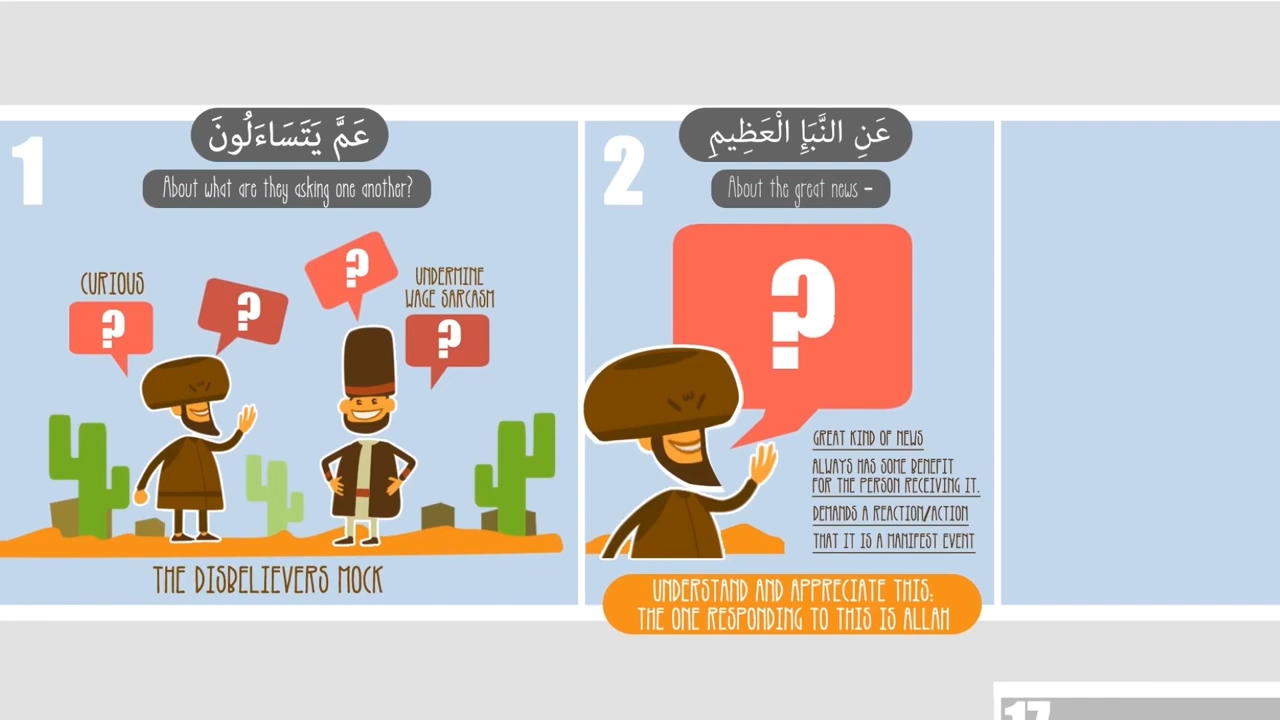 1
عَمَّ يَتَسَاءَلُونَ
About what are they asking one another?
CURIOUS
?
?
?
UNDERMINE
WAGE SARCASM
?
THE DISBELIEVERS MOCK
2
عَنِ النَّبَإِ الْعَظِيمِ
About the great news –
?
GREAT KIND OF NEWS
ALWAYS HAS SOME BENEFIT
FOR THE PERSON RECEIVING IT.
DEMANDS A REACTION/ACTION
THAT IT IS A MANIFEST EVENT
UNDERSTAND AND APPRECIATE THIS:
THE ONE RESPONDING TO THIS IS ALLAH
17